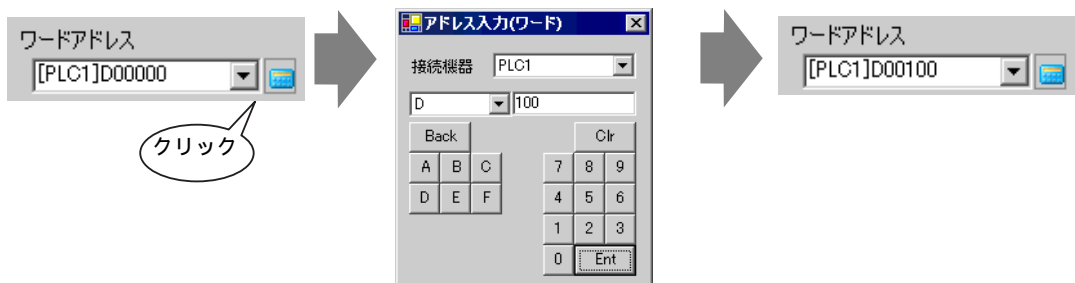 ワードアドレス
[PLC1]D00000
クリック
アドレス入力(ワード)
接続機器 PLC1
D 100
Back Clr
A B C 7 8 9
D E F 4 5 6
1 2 3
0 Ent
ワードアドレス
[PLC1]D00100